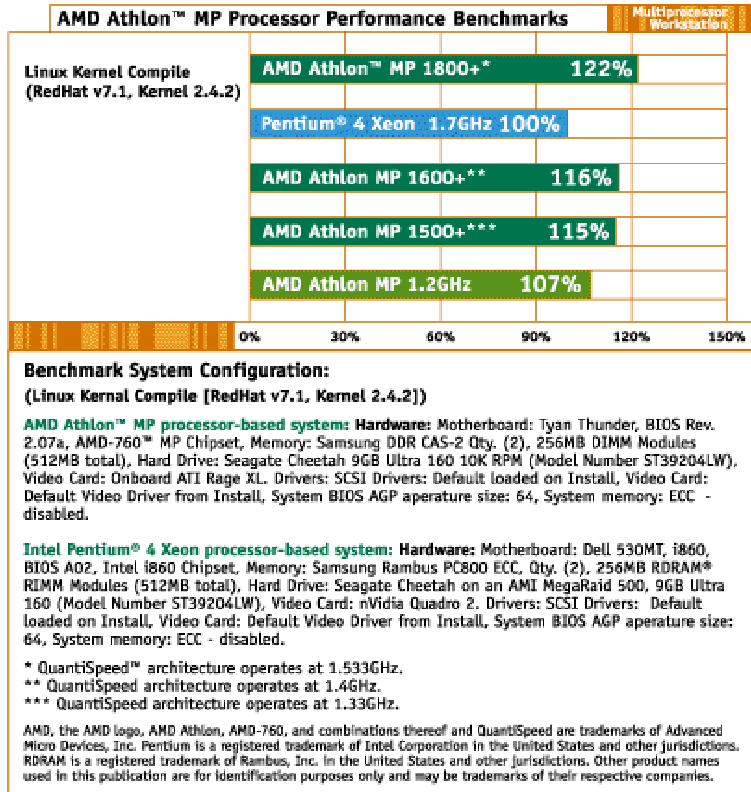 AMD Athlon™ MP Processor Performance Benchmarks
Multiprocessor
Workstation
Linux Kernel Compile
(RedHat v7.1, Kernel 2.4.2)
AMD Athlon™ MP 1800+* 122%
Pentium® 4 Xeon 1.7GHz 100%
AMD Athlon MP 1600+** 116%
AMD Athlon MP 1500+*** 115%
AMD Athlon MP 1.2GHz 107%
0% 30% 60% 90% 120% 150%
Benchmark System Configuration:
(Linux Kernal Compile [RedHat v7.1, Kernel 2.4.2])
AMD Athlon™ MP processor-based system: Hardware: Motherboard: Tyan Thunder, BIOS Rev.
2.07a, AMD-760™ MP Chipset, Memory: Samsung DDR CAS-2 Qty. (2), 256MB DIMM Modules
(512MB total), Hard Drive: Seagate Cheetah 9GB Ultra 160 10K RPM (Model Number ST39204LW),
Video Card: Onboard ATI Rage XL. Drivers: SCSI Drivers: Default loaded on Install, Video Card:
Default Video Driver from Install, System BIOS AGP aperature size: 64, System memory: ECC -
disabled.
Intel Pentium® 4 Xeon processor-based system: Hardware: Motherboard: Dell 530MT, i860,
BIOS A02, Intel i860 Chipset, Memory: Samsung Rambus PC800 ECC, Qty. (2), 256MB RDRAM®
RIMM Modules (512MB total), Hard Drive: Seagate Cheetah on an AMI MegaRaid 500, 9GB Ultra
160 (Model Number ST39204LW), Video Card: nVidia Quadro 2. Drivers: SCSI Drivers: Default
loaded on Install, Video Card: Default Video Driver from Install, System BIOS AGP aperature size:
64, System memory: ECC - disabled.
* QuantiSpeed™ architecture operates at 1.533GHz.
** QuantiSpeed architecture operates at 1.4GHz.
*** QuantiSpeed architecture operates at 1.33GHz.
AMD, the AMD logo, AMD Athlon, AMD-760, and combinations thereof and QuantiSpeed are trademarks of Advanced
Micro Devices, Inc. Pentium is a registered trademark of Intel Corporation in the United States and other jurisdictions.
RDRAM is a registered trademark of Rambus, Inc. in the United States and other jurisdictions. Other product names
used in this publication are for identification purposes only and may be trademarks of their respective companies.